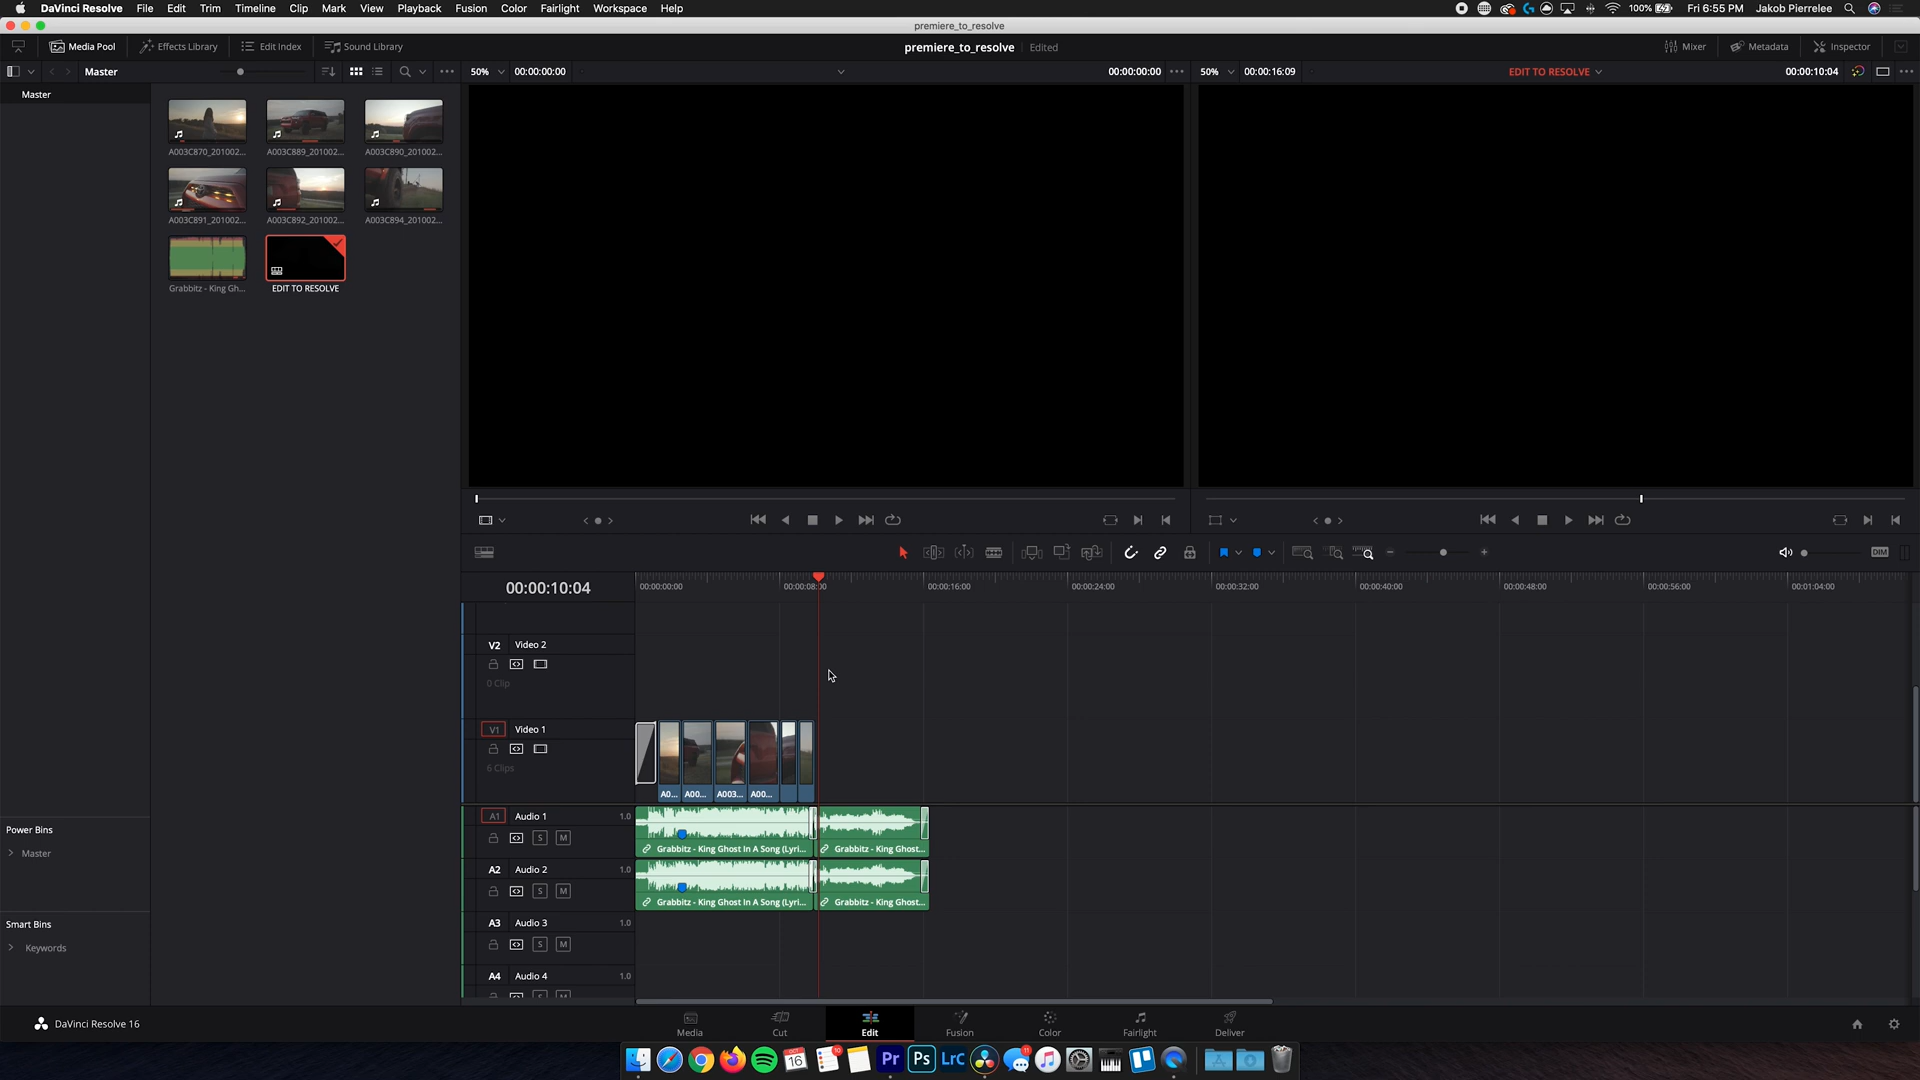 DaVinci Resolve File Edit Trim Timeline Clip Mark View Playback Fusion Color Fairlight Workspace Help 100% Fri 6:55 PM Jakob Pierrelee
premiere_to_resolve
Media Pool Effects Library Edit Index Sound Library premiere_to_resolve Edited Mixer Metadata Inspector
Master 50% 00:00:00:00 00:00:00:00 50% 00:00:16:09 EDIT TO RESOLVE 00:00:10:04
Master
A003C870_201002... A003C889_201002... A003C890_201002...
A003C891_201002... A003C892_201002... A003C894_201002...
Grabbitz - King Gh... EDIT TO RESOLVE
DIM
00:00:10:04 00:00:00:00 00:00:08:00 00:00:16:00 00:00:24:00 00:00:32:00 00:00:40:00 00:00:48:00 00:00:56:00 00:01:04:00
V2 Video 2
0 Clip
V1 Video 1
6 Clips
A0... A00... A003... A00...
A1 Audio 1 1.0
S M
Grabbitz - King Ghost In A Song (Lyri... Grabbitz - King Ghost...
A2 Audio 2 1.0
S M
Grabbitz - King Ghost In A Song (Lyri... Grabbitz - King Ghost...
A3 Audio 3 1.0
S M
A4 Audio 4 1.0
Power Bins
Master
Smart Bins
Keywords
DaVinci Resolve 16 Media Cut Edit Fusion Color Fairlight Deliver
OCT 16 Pr Ps LrC 11